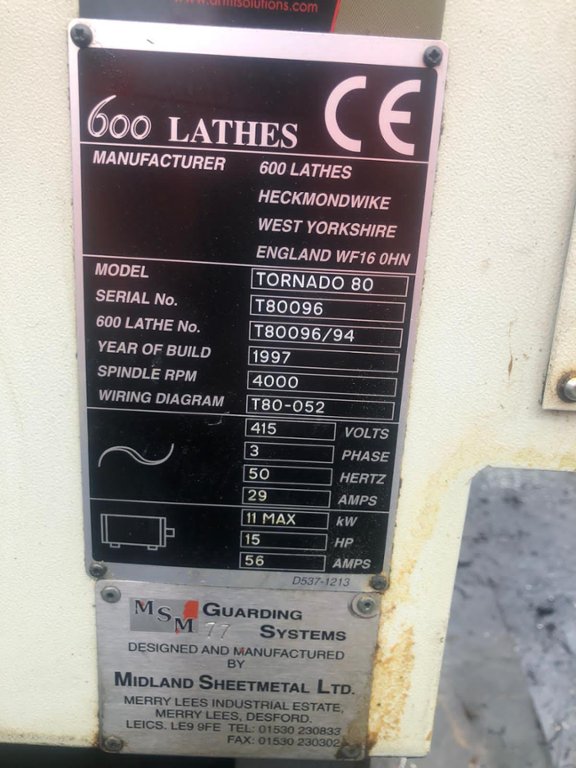 www.drillsolutions.com
600 LATHES CE
MANUFACTURER 600 LATHES
HECKMONDWIKE
WEST YORKSHIRE
ENGLAND WF16 0HN
MODEL TORNADO 80
SERIAL No. T80096
600 LATHE No. T80096/94
YEAR OF BUILD 1997
SPINDLE RPM 4000
WIRING DIAGRAM T80-052
415 VOLTS
3 PHASE
50 HERTZ
29 AMPS
11 MAX kW
15 HP
56 AMPS
D537-1213
MSM 77 GUARDING
SYSTEMS
DESIGNED AND MANUFACTURED
BY
MIDLAND SHEETMETAL LTD.
MERRY LEES INDUSTRIAL ESTATE,
MERRY LEES, DESFORD.
LEICS. LE9 9FE TEL: 01530 230833
FAX: 01530 230302